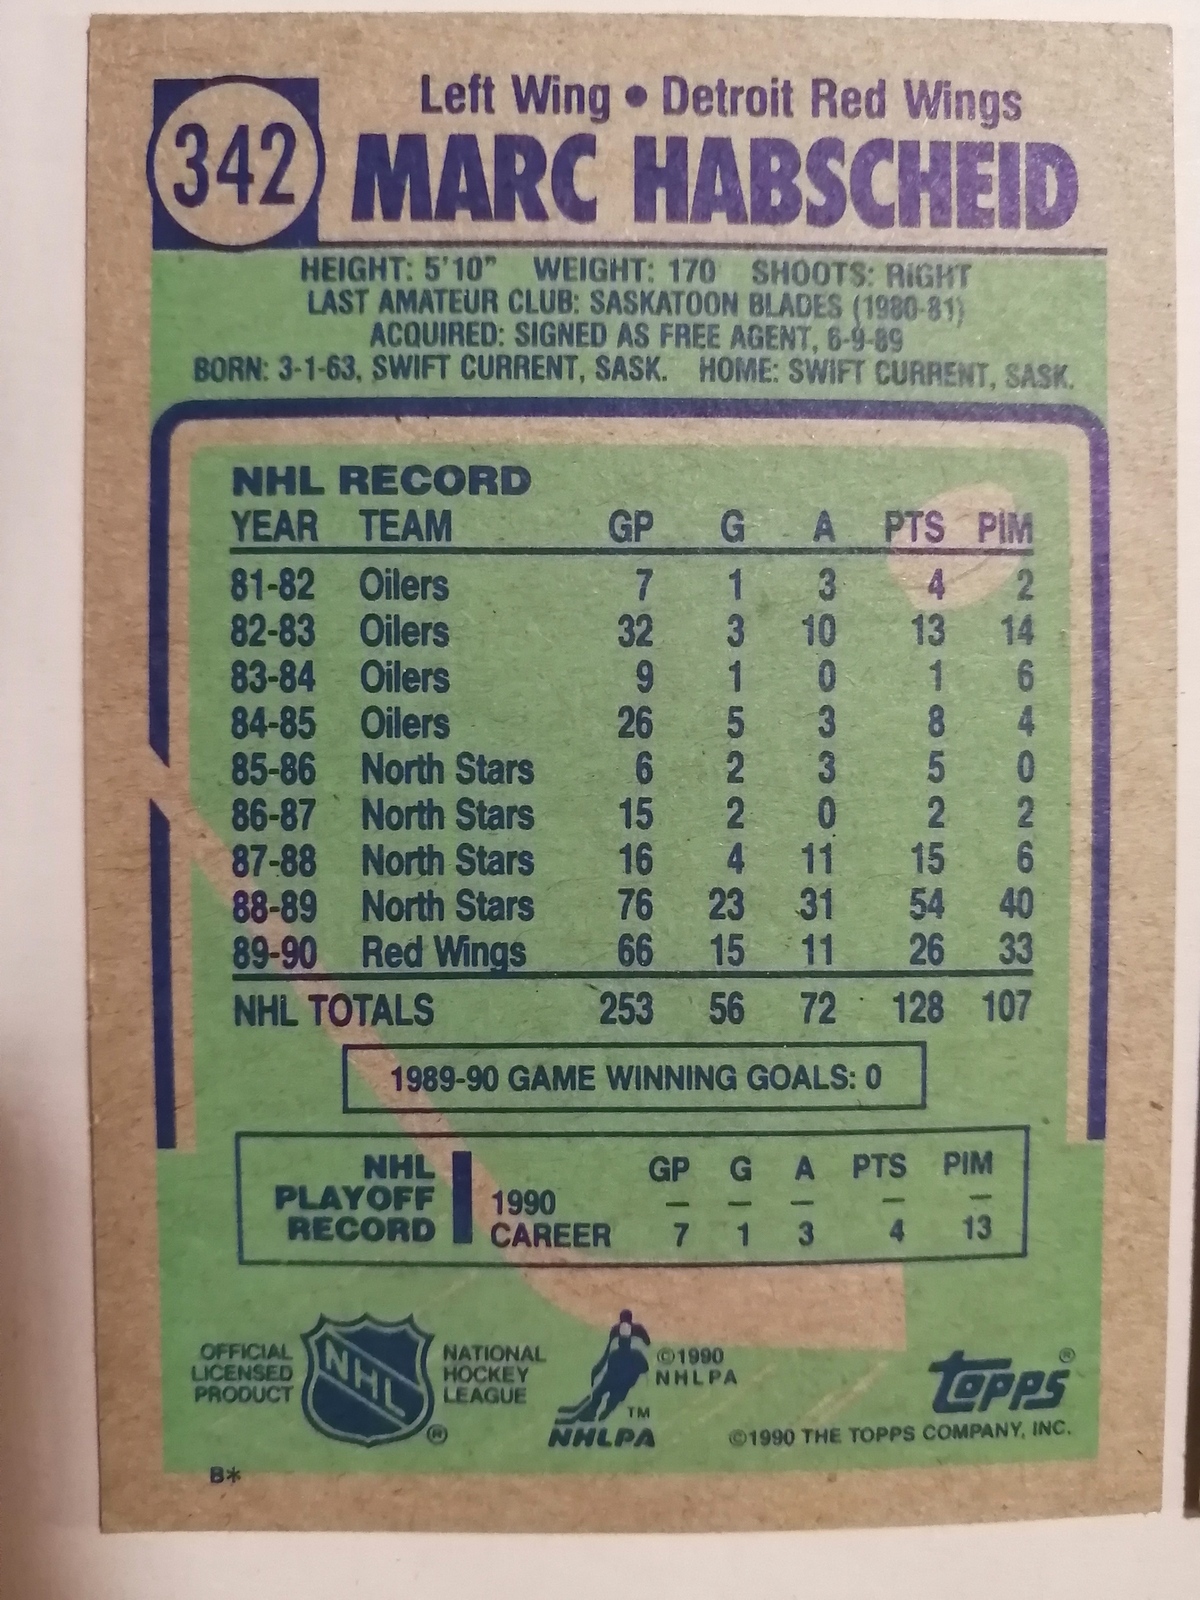 342
Left Wing • Detroit Red Wings
MARC HABSCHEID
HEIGHT: 5'10" WEIGHT: 170 SHOOTS: RIGHT
LAST AMATEUR CLUB: SASKATOON BLADES (1980-81)
ACQUIRED: SIGNED AS FREE AGENT, 6-9-89
BORN: 3-1-63, SWIFT CURRENT, SASK. HOME: SWIFT CURRENT, SASK.
NHL RECORD
YEAR TEAM GP G A PTS PIM
81-82 Oilers 7 1 3 4 2
82-83 Oilers 32 3 10 13 14
83-84 Oilers 9 1 0 1 6
84-85 Oilers 26 5 3 8 4
85-86 North Stars 6 2 3 5 0
86-87 North Stars 15 2 0 2 2
87-88 North Stars 16 4 11 15 6
88-89 North Stars 76 23 31 54 40
89-90 Red Wings 66 15 11 26 33
NHL TOTALS 253 56 72 128 107
1989-90 GAME WINNING GOALS: 0
NHL PLAYOFF RECORD
GP G A PTS PIM
1990 – – – – –
CAREER 7 1 3 4 13
OFFICIAL LICENSED PRODUCT
NHL ®
NATIONAL HOCKEY LEAGUE
©1990 NHLPA
TM
NHLPA
topps ®
©1990 THE TOPPS COMPANY, INC.
B*